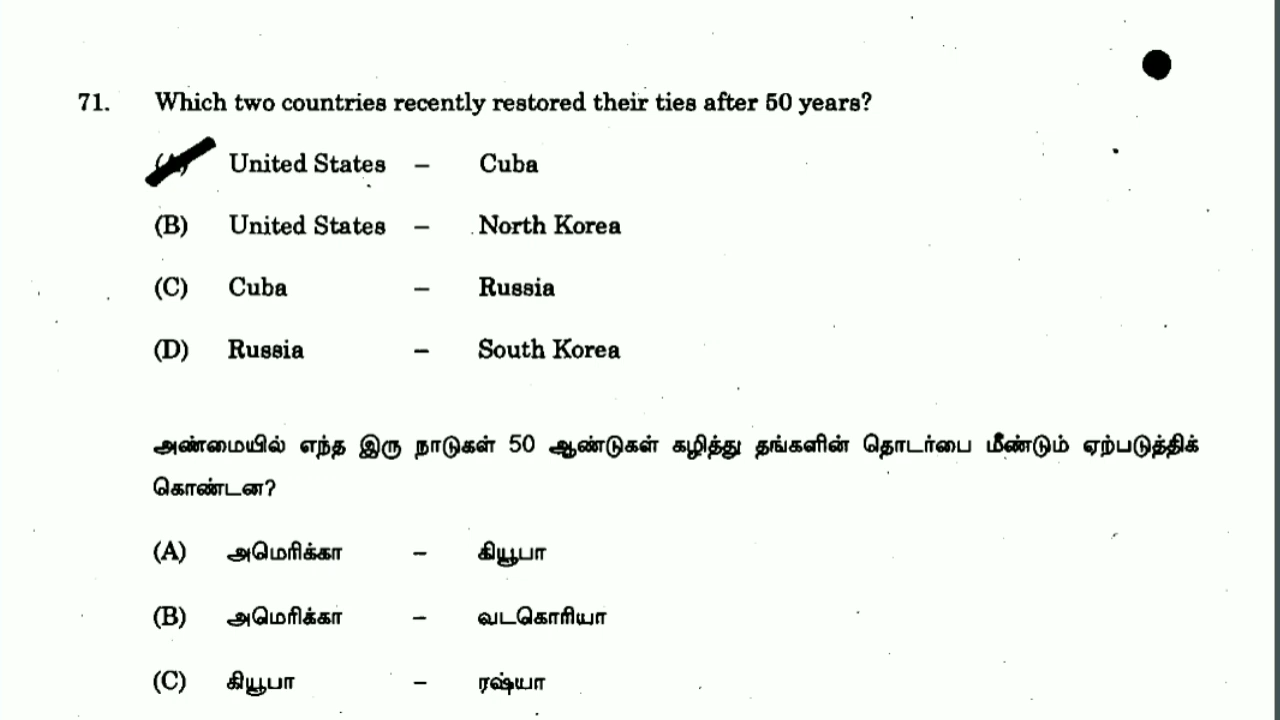 71. Which two countries recently restored their ties after 50 years?
(A) United States – Cuba
(B) United States – North Korea
(C) Cuba – Russia
(D) Russia – South Korea
அண்மையில் எந்த இரு நாடுகள் 50 ஆண்டுகள் கழித்து தங்களின் தொடர்பை மீண்டும் ஏற்படுத்திக்
கொண்டன?
(A) அமெரிக்கா – கியூபா
(B) அமெரிக்கா – வடகொரியா
(C) கியூபா – ரஷ்யா